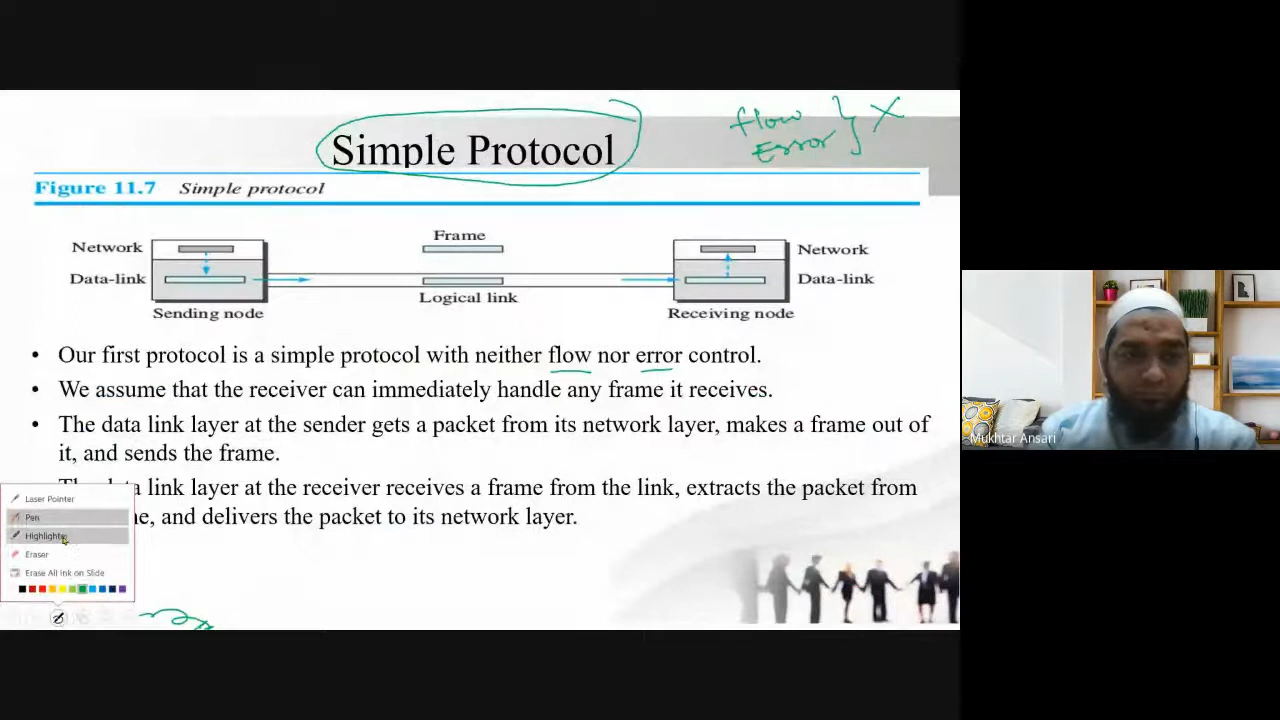 flow
Error
Simple Protocol
Figure 11.7 Simple protocol
Frame
Network
Network
Data-link
Data-link
Logical link
Sending node
Receiving node
• Our first protocol is a simple protocol with neither flow nor error control.
• We assume that the receiver can immediately handle any frame it receives.
• The data link layer at the sender gets a packet from its network layer, makes a frame out of
it, and sends the frame.
link layer at the receiver receives a frame from the link, extracts the packet from
and delivers the packet to its network layer.
Laser Pointer
Pen
Highlighter
Eraser
Erase All Ink on Slide
Mukhtar Ansari